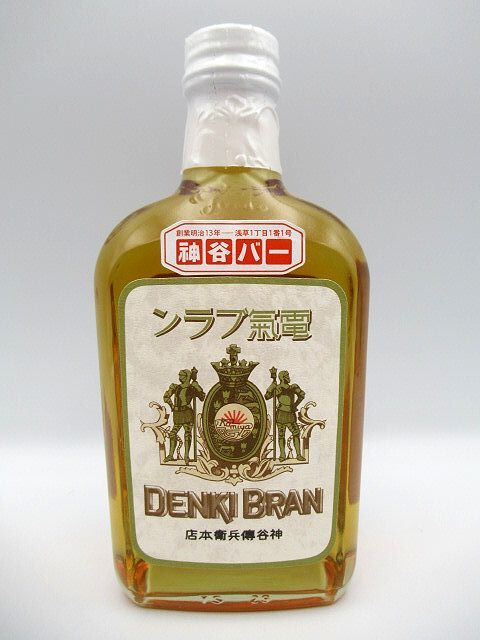 創業明治13年──浅草1丁目1番1号
神谷バー
ンラブ氣電
Kamiya
DENKI BRAN
店本衛兵傳谷神